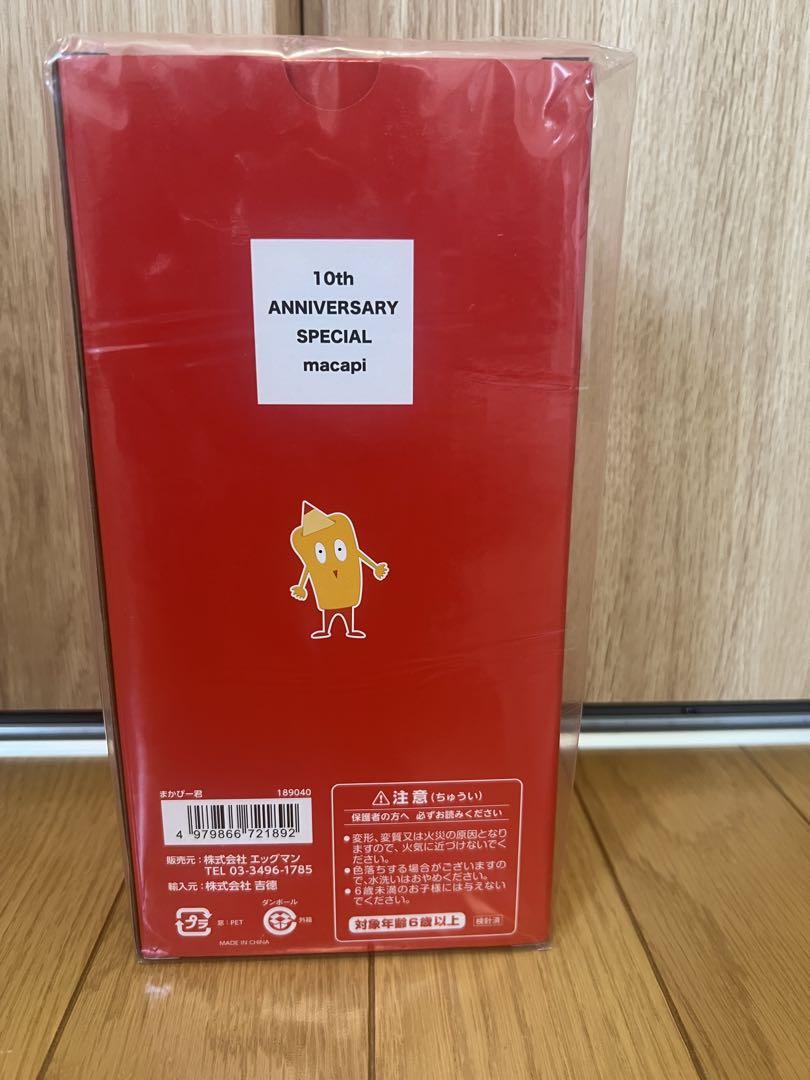 10th
ANNIVERSARY
SPECIAL
macapi
まかぴー君 189040
4 979866 721892
販売元：株式会社 エッグマン
TEL 03-3496-1785
輸入元：株式会社 吉德
プラ
窓：PET
ダンボール
外箱
MADE IN CHINA
注意(ちゅうい)
保護者の方へ 必ずお読みください
●変形、変質又は火災の原因となり
ますので、火気に近づけないでく
ださい。
●色落ちする場合がございますの
で、水洗いはおやめください。
●6歳未満のお子様には与えない
でください。
対象年齢6歳以上
検針済